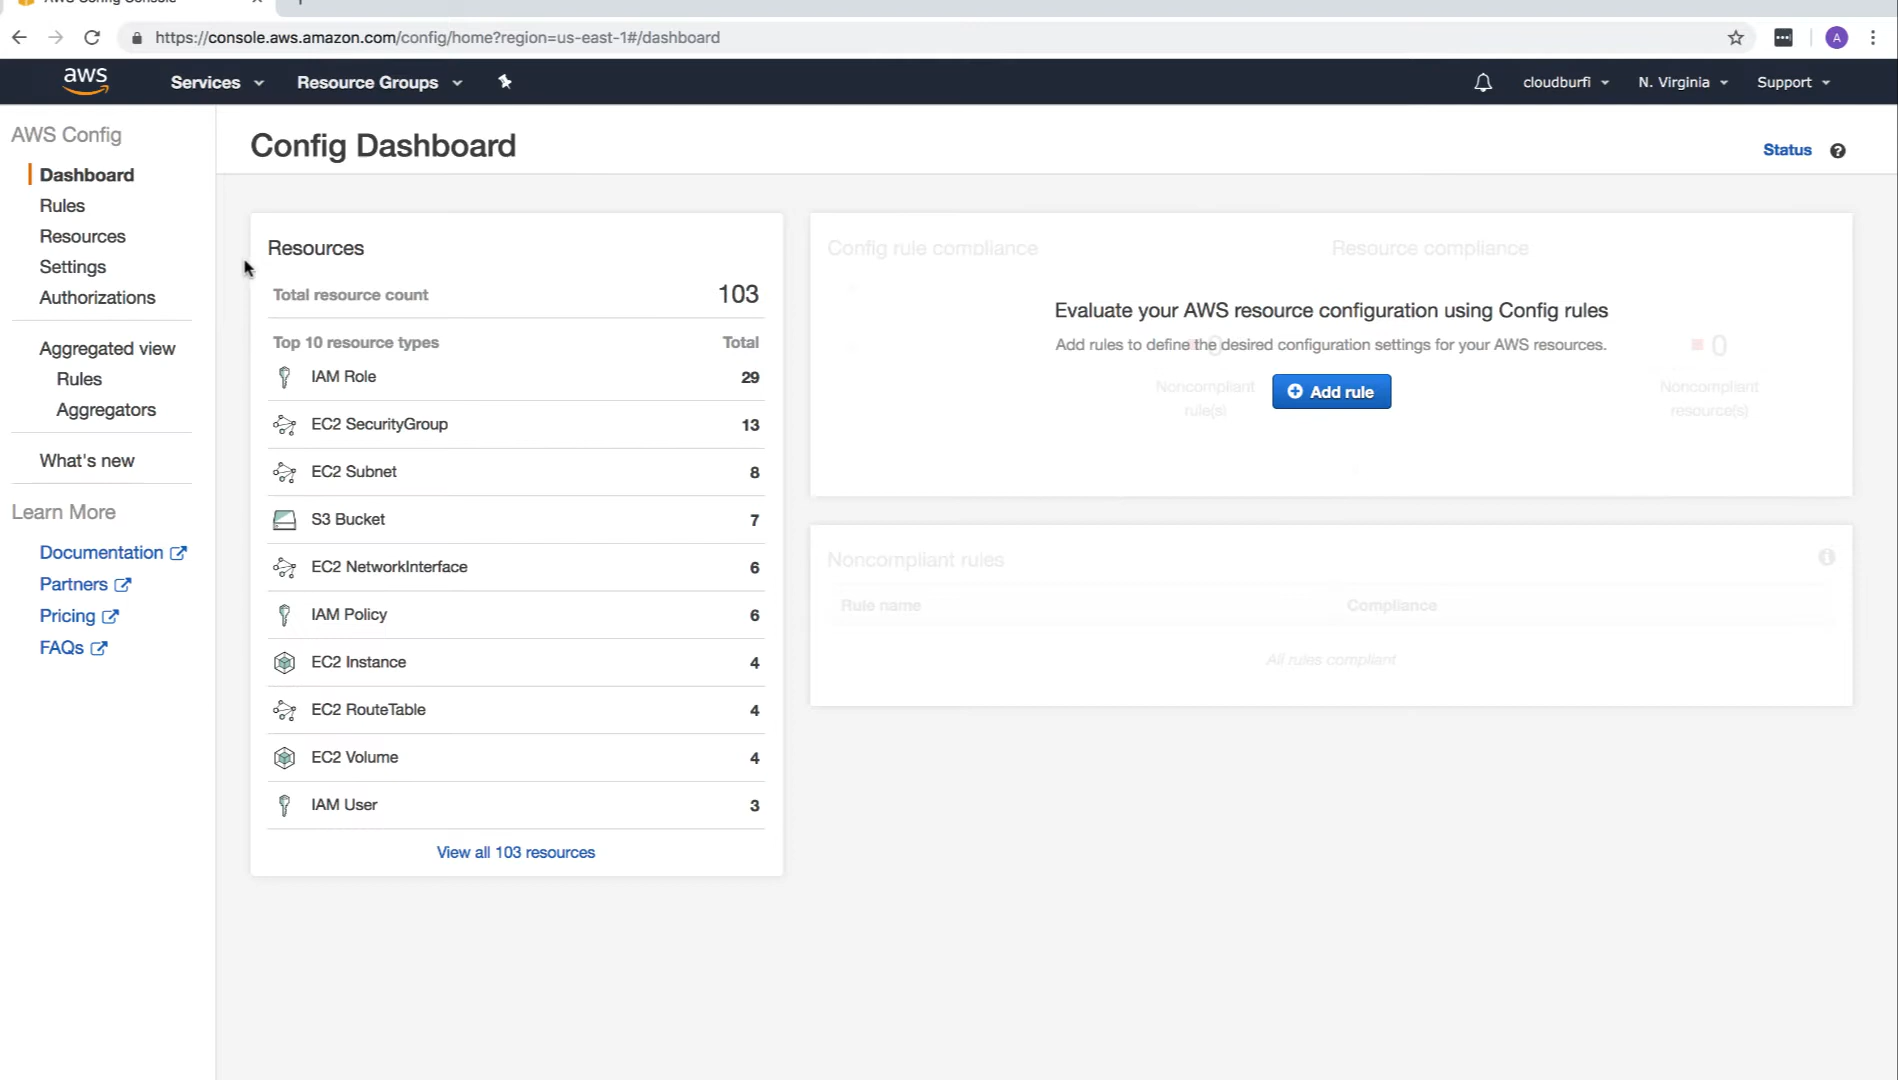 AWS Config Console
https://console.aws.amazon.com/config/home?region=us-east-1#/dashboard
A
aws
Services
Resource Groups
cloudburfi
N. Virginia
Support
AWS Config
Dashboard
Rules
Resources
Settings
Authorizations
Aggregated view
Rules
Aggregators
What's new
Learn More
Documentation
Partners
Pricing
FAQs
Config Dashboard
Status
Resources
Total resource count 103
Top 10 resource types Total
IAM Role 29
EC2 SecurityGroup 13
EC2 Subnet 8
S3 Bucket 7
EC2 NetworkInterface 6
IAM Policy 6
EC2 Instance 4
EC2 RouteTable 4
EC2 Volume 4
IAM User 3
View all 103 resources
Config rule compliance
Resource compliance
Evaluate your AWS resource configuration using Config rules
Add rules to define the desired configuration settings for your AWS resources.
0
Noncompliant
rule(s)
Add rule
0
Noncompliant
resource(s)
Noncompliant rules
Rule name Compliance
All rules compliant